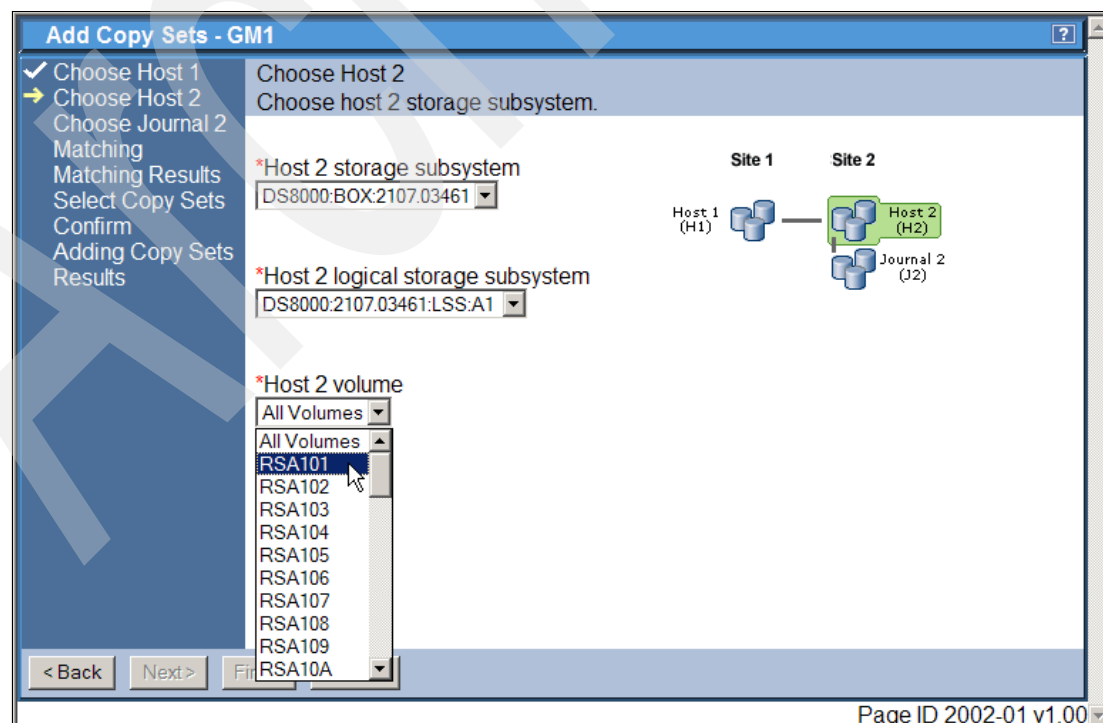 Add Copy Sets - GM1
?
Choose Host 1
Choose Host 2
Choose Journal 2
Matching
Matching Results
Select Copy Sets
Confirm
Adding Copy Sets
Results
Choose Host 2
Choose host 2 storage subsystem.
*Host 2 storage subsystem
DS8000:BOX:2107.03461
*Host 2 logical storage subsystem
DS8000:2107.03461:LSS:A1
*Host 2 volume
All Volumes
All Volumes
RSA101
RSA102
RSA103
RSA104
RSA105
RSA106
RSA107
RSA108
RSA109
RSA10A
Site 1 Site 2
Host 1
(H1)
Host 2
(H2)
Journal 2
(J2)
< Back Next >
Page ID 2002-01 v1.00